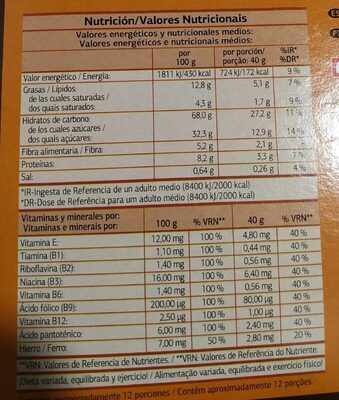 Nutrición/Valores Nutricionais
Valores energéticos y nutricionales medios:
Valores energéticos e nutricionais médios:
por 100 g por porción/ porção: 40 g %IR* %DR*
Valor energético / Energia: 1811 kJ/430 kcal 724 kJ/172 kcal 9 %
Grasas / Lípidos: 12,8 g 5,1 g 7 %
de las cuales saturadas /
dos quais saturados: 4,3 g 1,7 g 9 %
Hidratos de carbono: 68,0 g 27,2 g 11 %
de los cuales azúcares /
dos quais açúcares: 32,3 g 12,9 g 14 %
Fibra alimentaria / Fibra: 5,2 g 2,1 g
Proteínas: 8,2 g 3,3 g 7 %
Sal: 0,64 g 0,26 g 4 %
*IR-Ingesta de Referencia de un adulto medio (8400 kJ/2000 kcal)
*DR-Dose de Referência para um adulto médio (8400 kJ/2000 kcal)
Vitaminas y minerales por:
Vitaminas e minerais por: 100 g % VRN** 40 g % VRN**
Vitamina E: 12,00 mg 100 % 4,80 mg 40 %
Tiamina (B1): 1,10 mg 100 % 0,44 mg 40 %
Riboflavina (B2): 1,40 mg 100 % 0,56 mg 40 %
Niacina (B3): 16,00 mg 100 % 6,40 mg 40 %
Vitamina B6: 1,40 mg 100 % 0,56 mg 40 %
Ácido fólico (B9): 200,00 µg 100 % 80,00 µg 40 %
Vitamina B12: 2,50 µg 100 % 1,00 µg 40 %
Ácido pantoténico: 6,00 mg 100 % 2,40 mg 40 %
Hierro / Ferro: 7,00 mg 50 % 2,80 mg 20 %
**VRN: Valores de Referencia de Nutrientes. / **VRN: Valores de Referência do Nutriente.
¡Dieta variada, equilibrada y ejercicio! / Alimentação variada, equilibrada e exercício físico!
aproximadamente 12 porciones / Contém aproximadamente 12 porções.